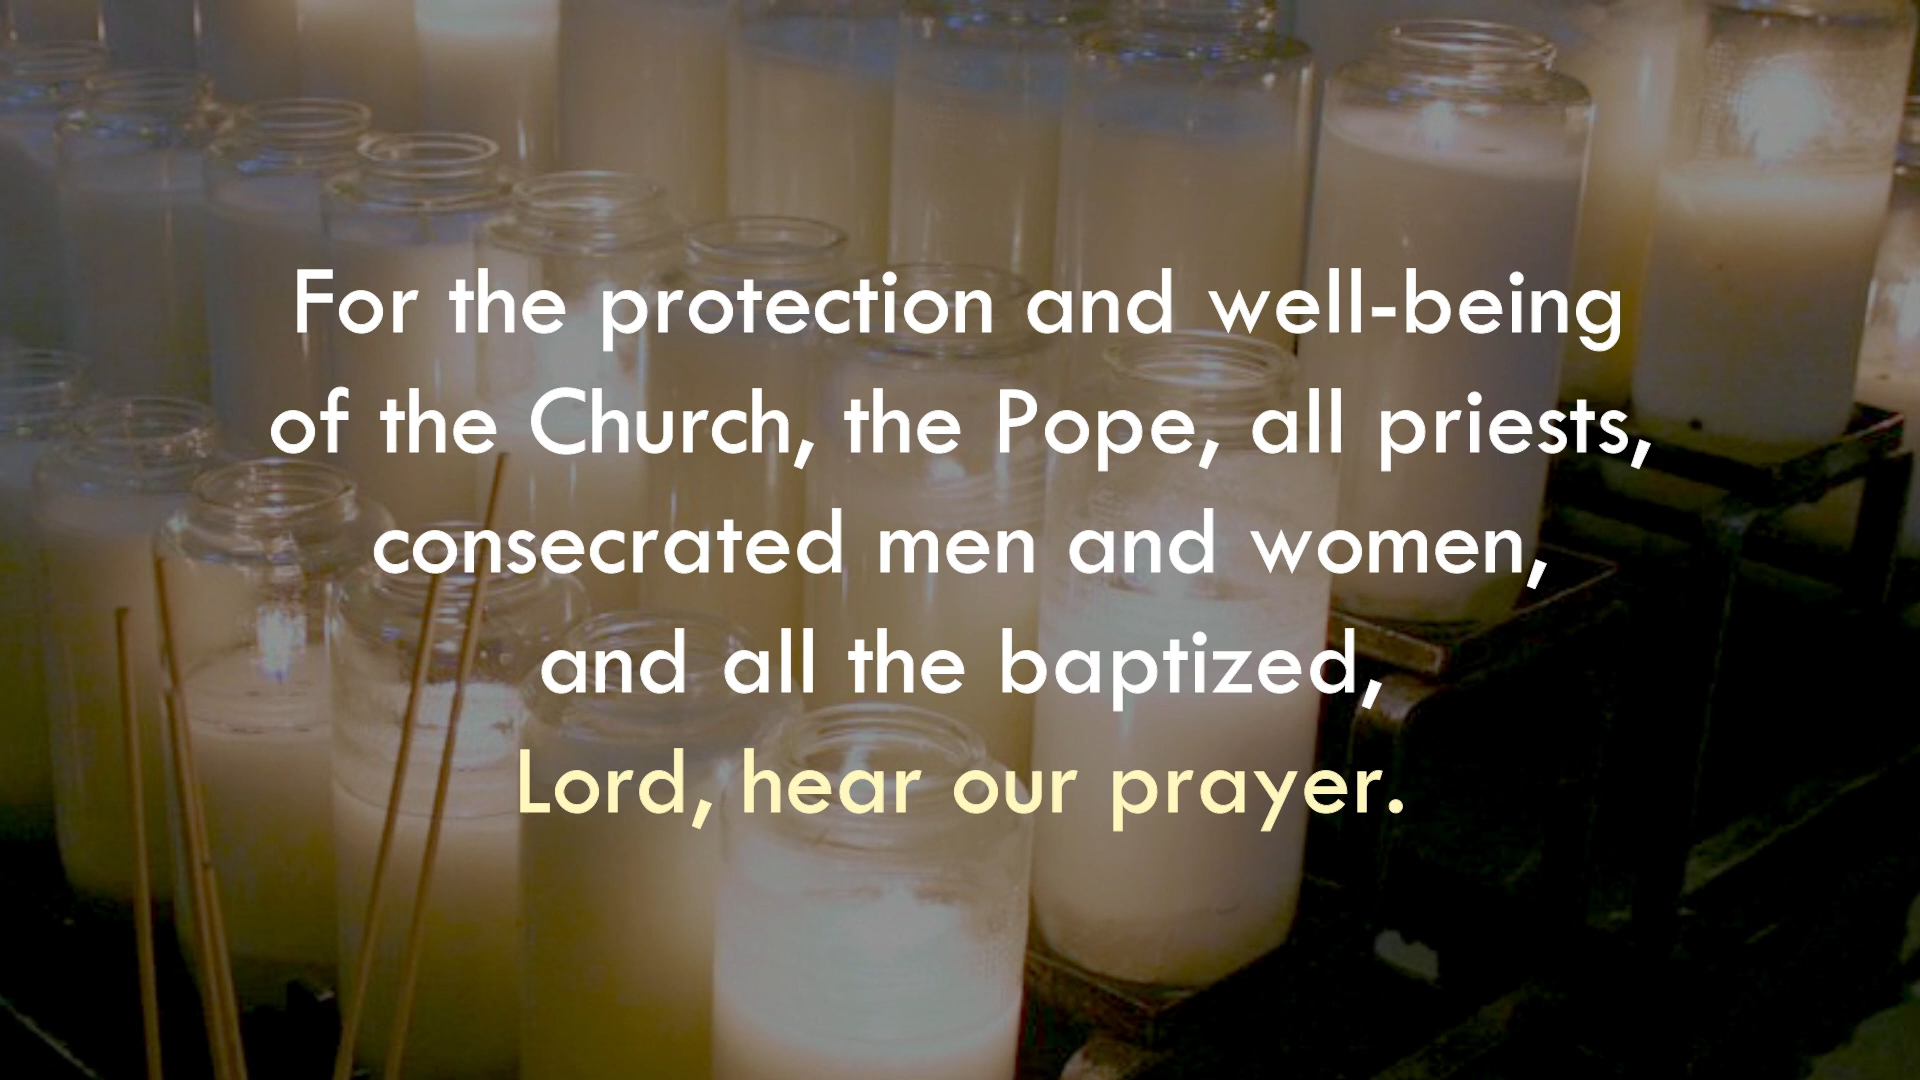 For the protection and well-being
of the Church, the Pope, all priests,
consecrated men and women,
and all the baptized,
Lord, hear our prayer.